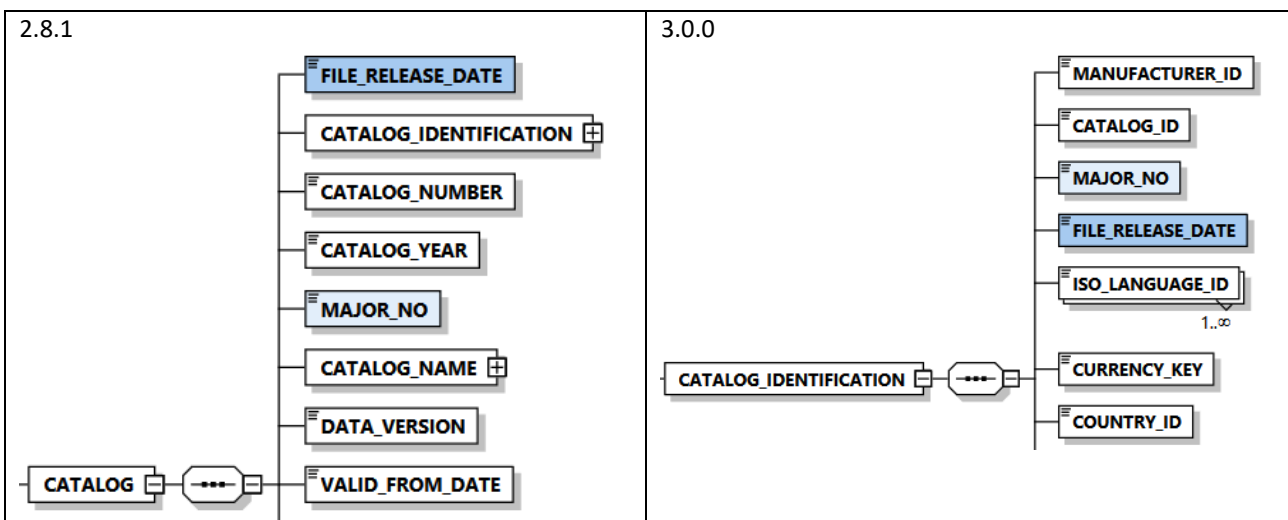 2.8.1
FILE_RELEASE_DATE
CATALOG_IDENTIFICATION
CATALOG_NUMBER
CATALOG_YEAR
MAJOR_NO
CATALOG_NAME
DATA_VERSION
CATALOG
VALID_FROM_DATE
3.0.0
MANUFACTURER_ID
CATALOG_ID
MAJOR_NO
FILE_RELEASE_DATE
ISO_LANGUAGE_ID
1..∞
CATALOG_IDENTIFICATION
CURRENCY_KEY
COUNTRY_ID